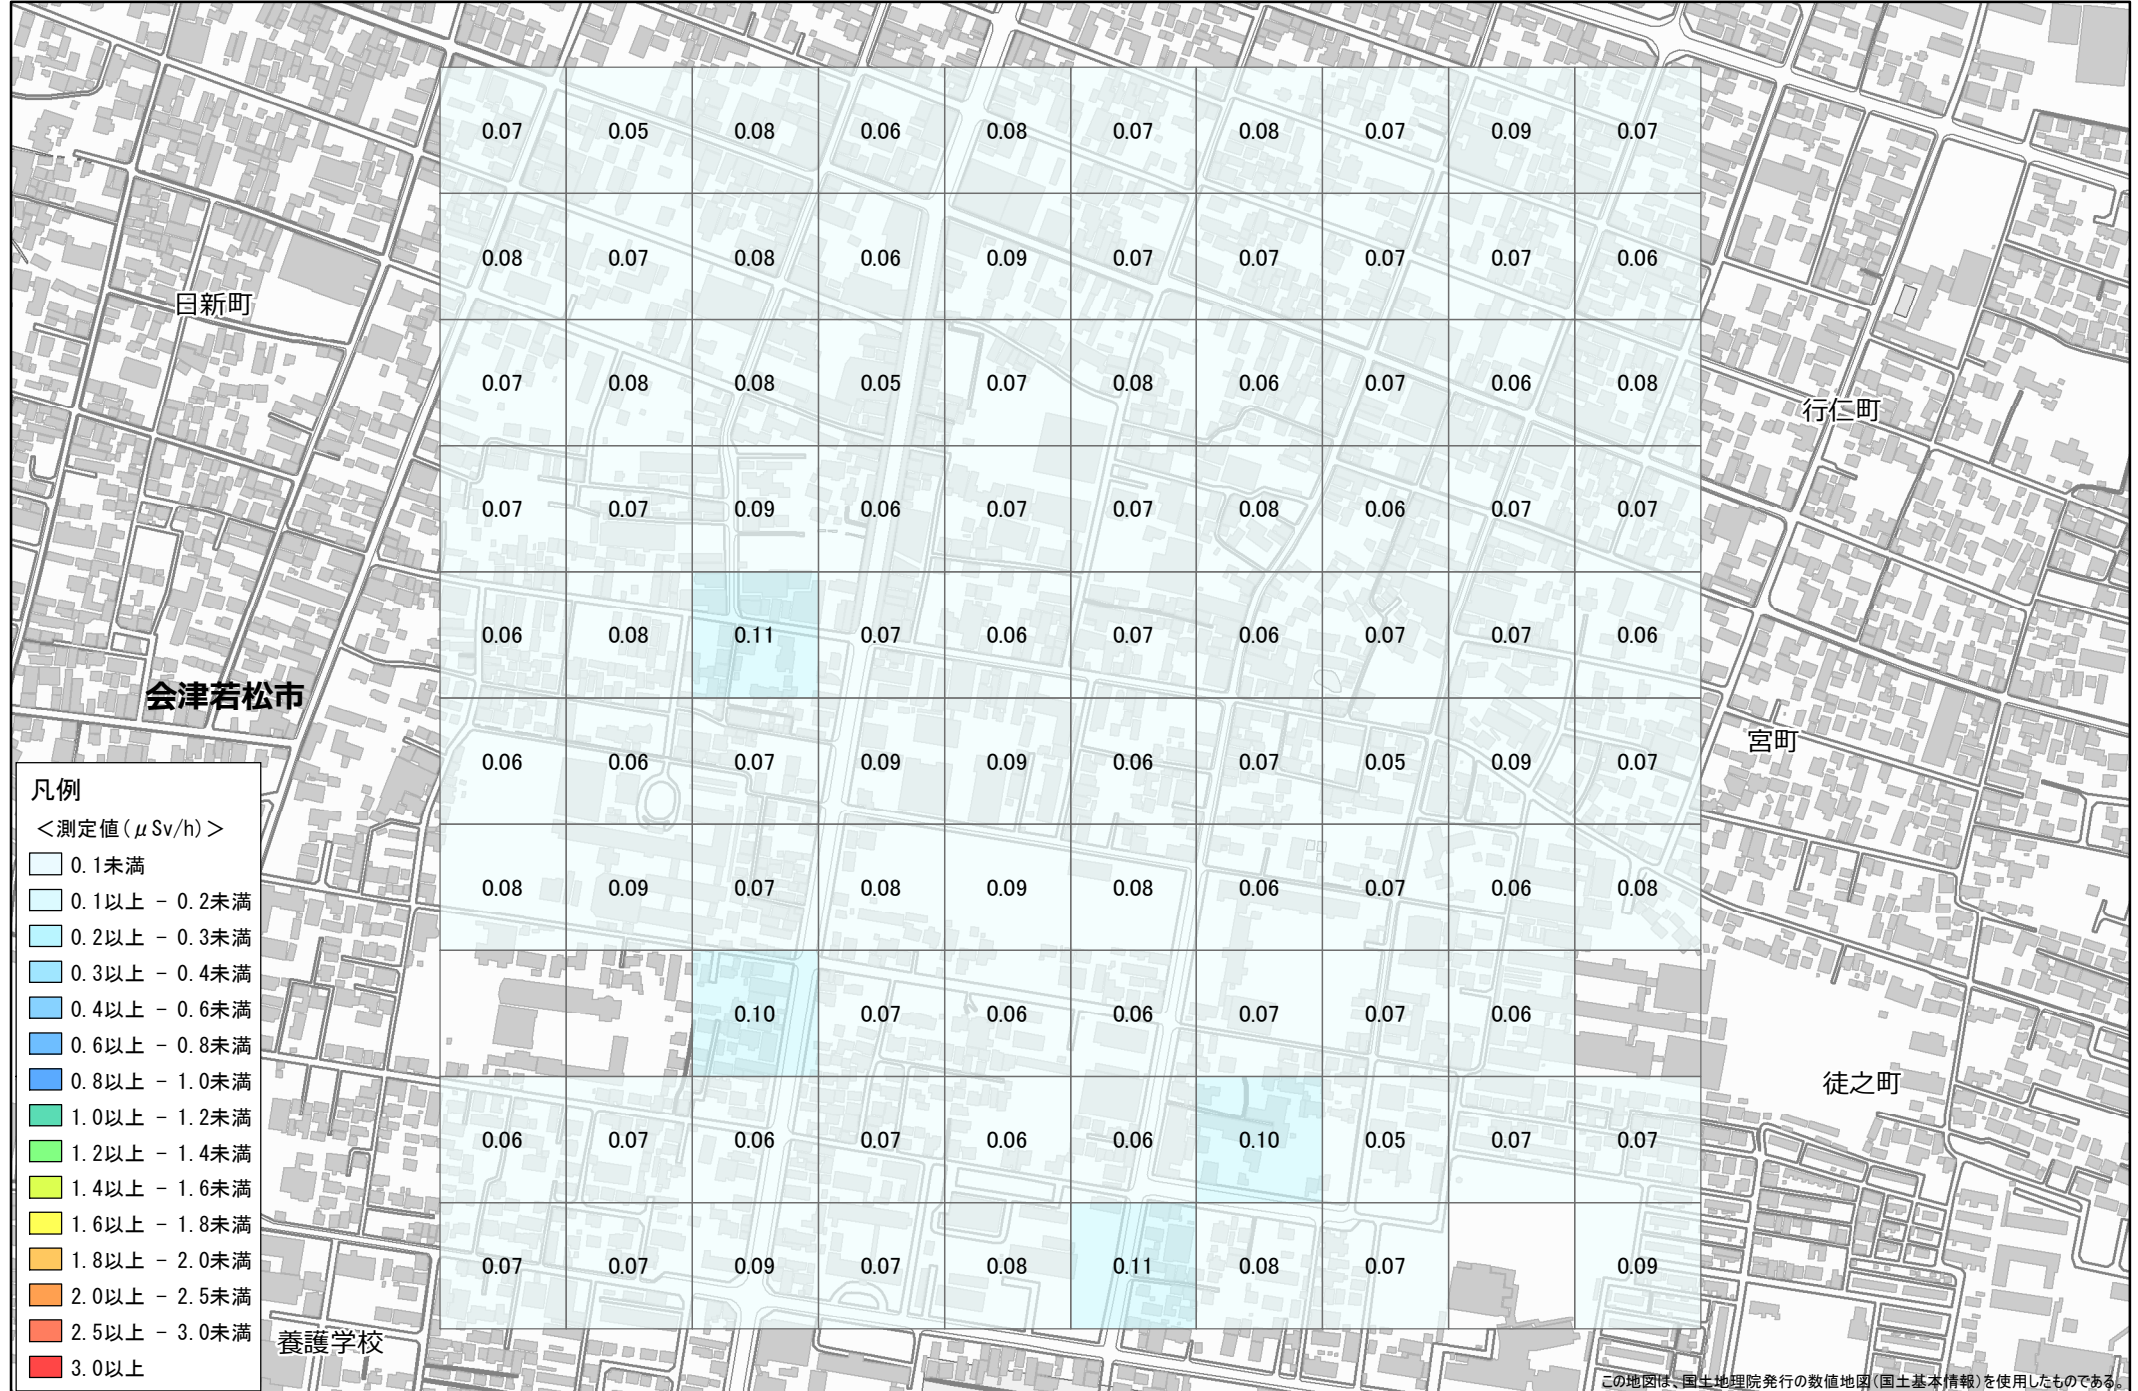 0.07 0.05 0.08 0.06 0.08 0.07 0.08 0.07 0.09 0.07
0.08 0.07 0.08 0.06 0.09 0.07 0.07 0.07 0.07 0.06
日新町
0.07 0.08 0.08 0.05 0.07 0.08 0.06 0.07 0.06 0.08
行仁町
0.07 0.07 0.09 0.06 0.07 0.07 0.08 0.06 0.07 0.07
0.06 0.08 0.11 0.07 0.06 0.07 0.06 0.07 0.07 0.06
会津若松市
宮町
0.06 0.06 0.07 0.09 0.09 0.06 0.07 0.05 0.09 0.07
0.08 0.09 0.07 0.08 0.09 0.08 0.06 0.07 0.06 0.08
0.10 0.07 0.06 0.06 0.07 0.07 0.06
徒之町
0.06 0.07 0.06 0.07 0.06 0.06 0.10 0.05 0.07 0.07
0.07 0.07 0.09 0.07 0.08 0.11 0.08 0.07 0.09
養護学校
凡例
＜測定値(μSv/h)＞
0.1未満
0.1以上 - 0.2未満
0.2以上 - 0.3未満
0.3以上 - 0.4未満
0.4以上 - 0.6未満
0.6以上 - 0.8未満
0.8以上 - 1.0未満
1.0以上 - 1.2未満
1.2以上 - 1.4未満
1.4以上 - 1.6未満
1.6以上 - 1.8未満
1.8以上 - 2.0未満
2.0以上 - 2.5未満
2.5以上 - 3.0未満
3.0以上
この地図は、国土地理院発行の数値地図(国土基本情報)を使用したものである。